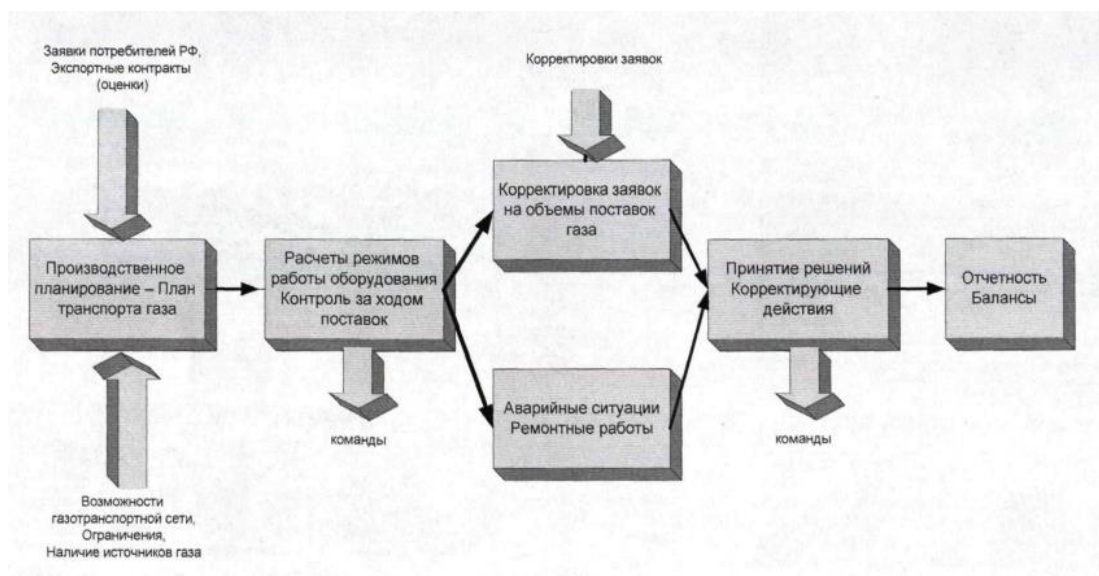 Заявки потребителей РФ,
Экспортные контракты
(оценки)
Корректировки заявок
Корректировка заявок
на объемы поставок
газа
Производственное
планирование – План
транспорта газа
Расчеты режимов
работы оборудования
Контроль за ходом
поставок
Принятие решений
Корректирующие
действия
Отчетность
Балансы
Аварийные ситуации
Ремонтные работы
команды
команды
Возможности
газотранспортной сети,
Ограничения,
Наличие источников газа